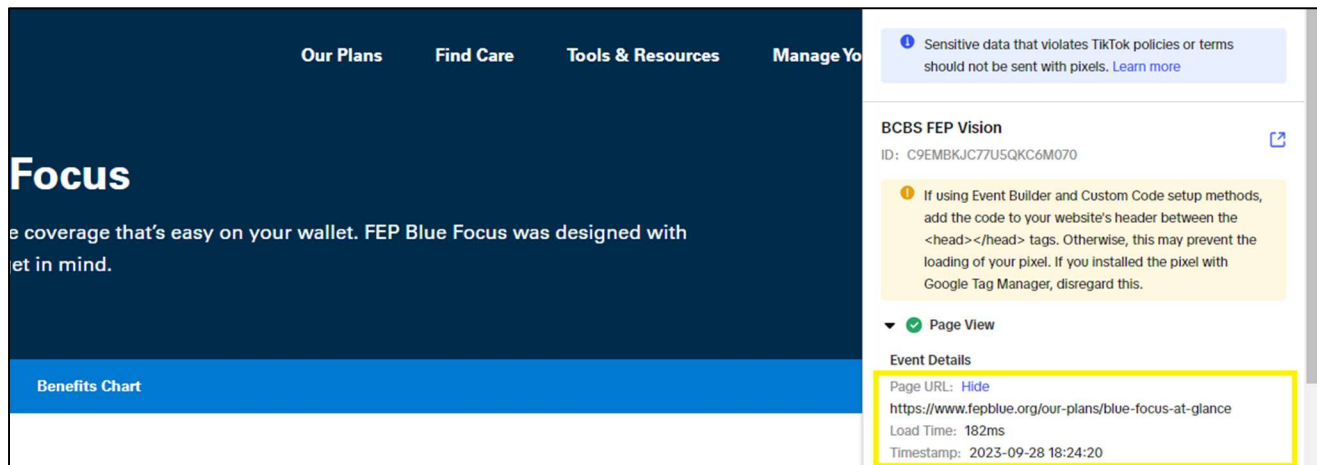 Our Plans Find Care Tools & Resources Manage Yo
Focus
e coverage that's easy on your wallet. FEP Blue Focus was designed with
et in mind.
Benefits Chart
Sensitive data that violates TikTok policies or terms
should not be sent with pixels. Learn more
BCBS FEP Vision
ID: C9EMBKJC77U5QKC6M070
If using Event Builder and Custom Code setup methods,
add the code to your website's header between the
<head></head> tags. Otherwise, this may prevent the
loading of your pixel. If you installed the pixel with
Google Tag Manager, disregard this.
Page View
Event Details
Page URL: Hide
https://www.fepblue.org/our-plans/blue-focus-at-glance
Load Time: 182ms
Timestamp: 2023-09-28 18:24:20